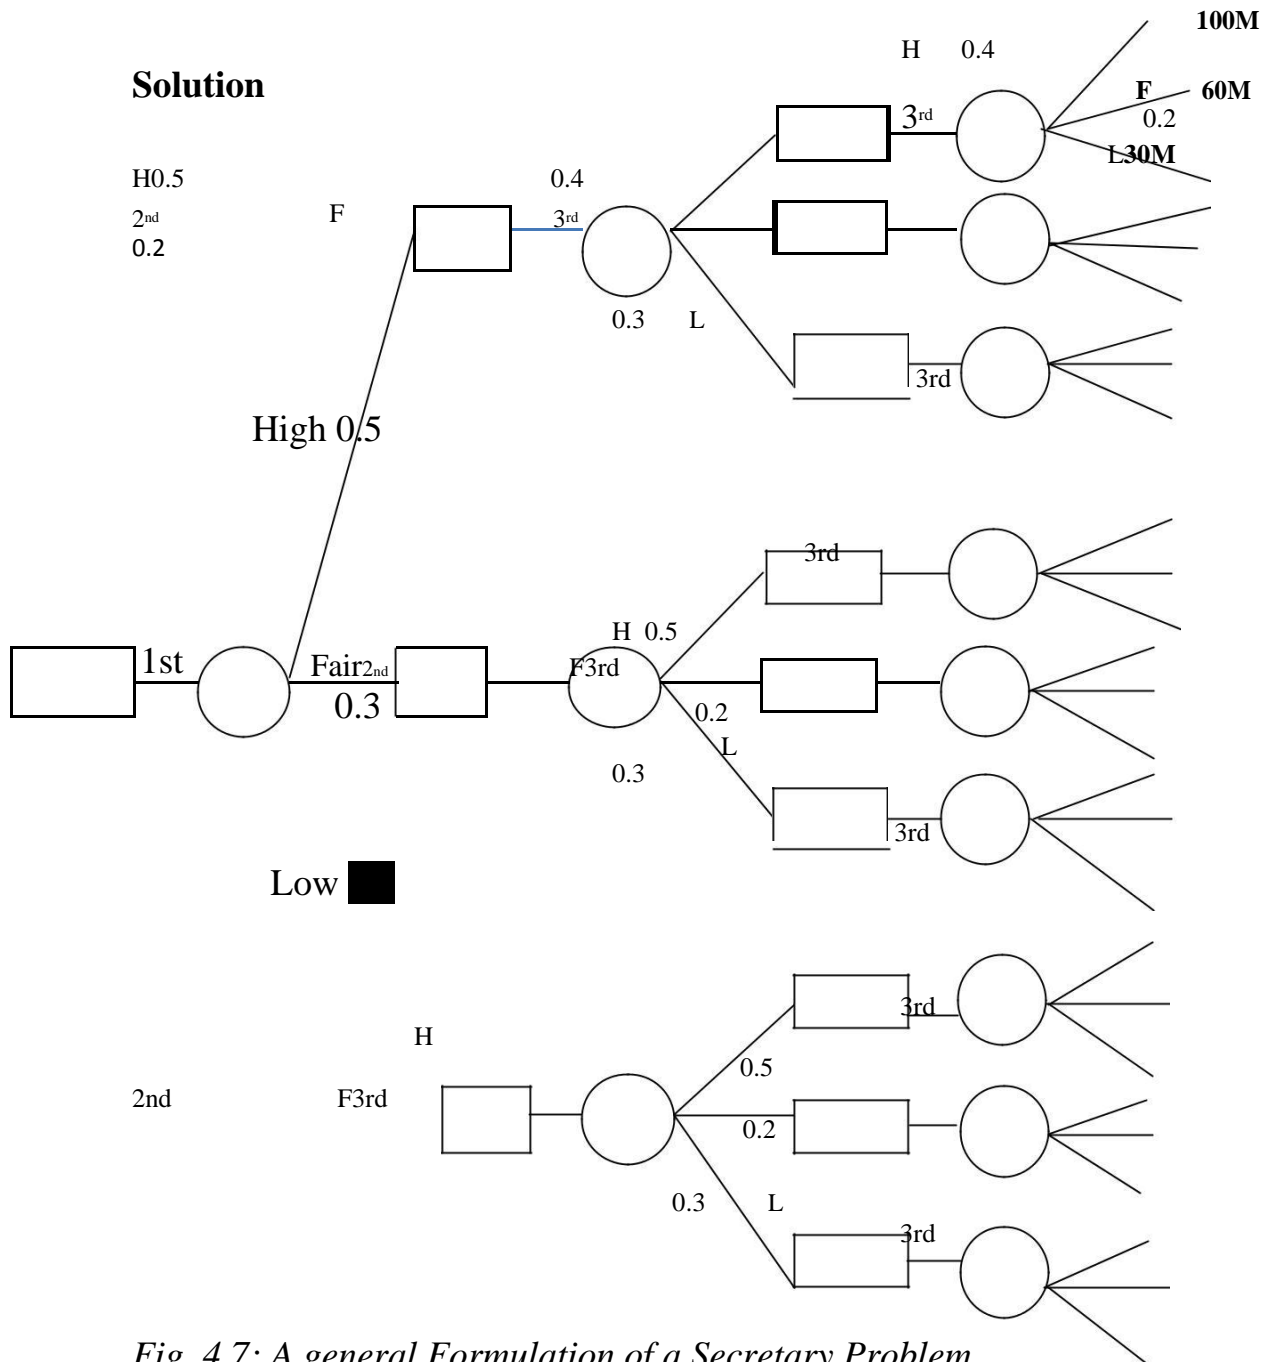 100M
H 0.4
Solution
F 60M
3rd
0.2
L30M
H0.5
0.4
2nd
F
3rd
0.2
0.3 L
3rd
High 0.5
3rd
H 0.5
1st
Fair2nd
F3rd
0.3
0.2
L
0.3
3rd
Low
3rd
H
0.5
2nd
F3rd
0.2
0.3
L
3rd
Fig. 4.7: A general Formulation of a Secretary Problem